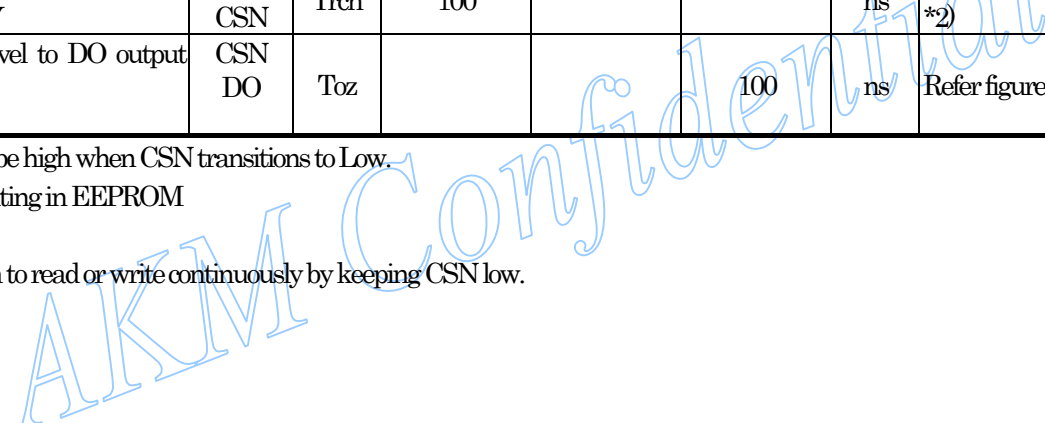 Trch 100 ns
CSN *2)
vel to DO output CSN
DO Toz 100 ns Refer figure
be high when CSN transitions to Low.
ting in EEPROM
to read or write continuously by keeping CSN low.
AKM Confidential